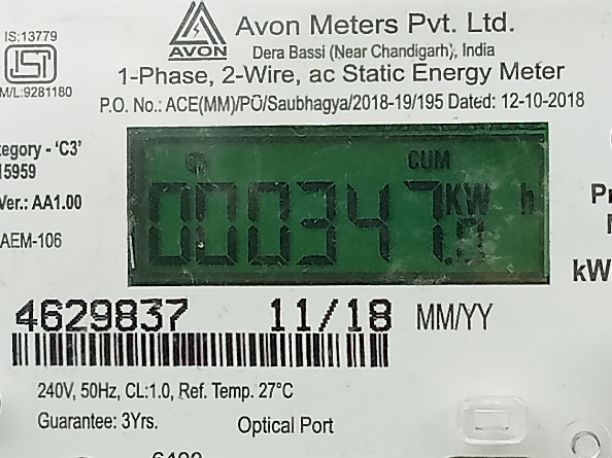 IS:13779
AVON
Avon Meters Pvt. Ltd.
Dera Bassi (Near Chandigarh), India
M/L:9281180
1-Phase, 2-Wire, ac Static Energy Meter
P.O. No.: ACE(MM)/PO/Saubhagya/2018-19/195 Dated: 12-10-2018
tegory - 'C3'
15959
Ver.: AA1.00
AEM-106
CUM
000347.0 KW h
Pr
kW
4629837 11/18 MM/YY
240V, 50Hz, CL:1.0, Ref. Temp. 27°C
Guarantee: 3Yrs. Optical Port